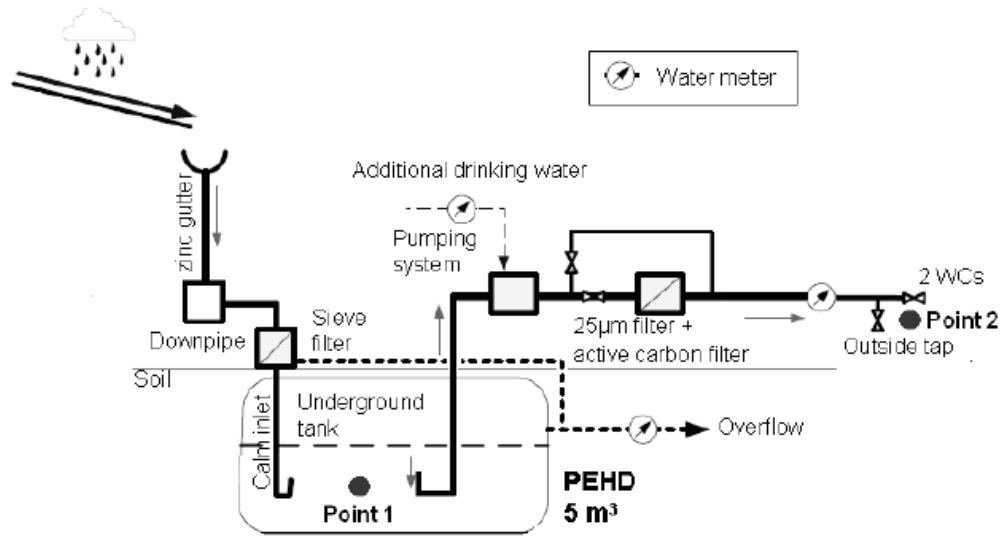 Water meter
Additional drinking water
zinc gutter
Pumping
system
2 WCs
Point 2
Outside tap
25µm filter +
active carbon filter
Downpipe
Sieve
filter
Soil
Calm inlet
Underground
tank
Overflow
Point 1
PEHD
5 m³